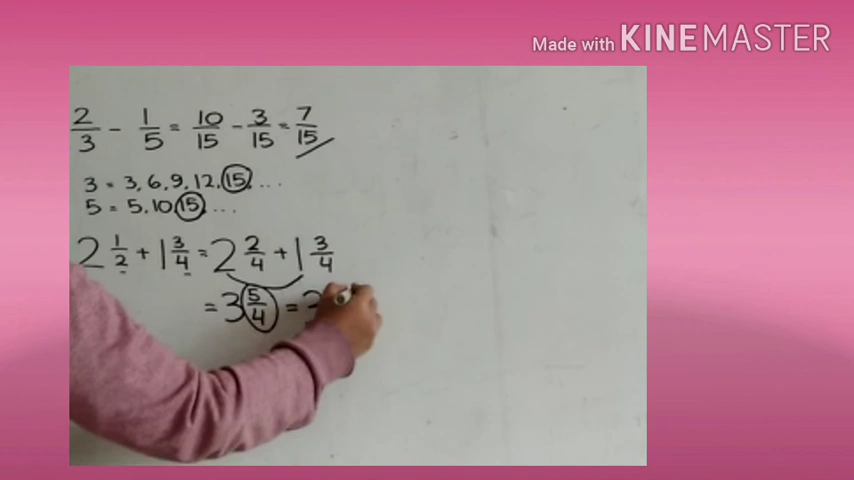 Made with KINEMASTER
2/3 - 1/5 = 10/15 - 3/15 = 7/15
3 = 3, 6, 9, 12, 15, ...
5 = 5, 10, 15, ...
2 1/2 + 1 3/4 = 2 2/4 + 1 3/4
= 3 5/4 =